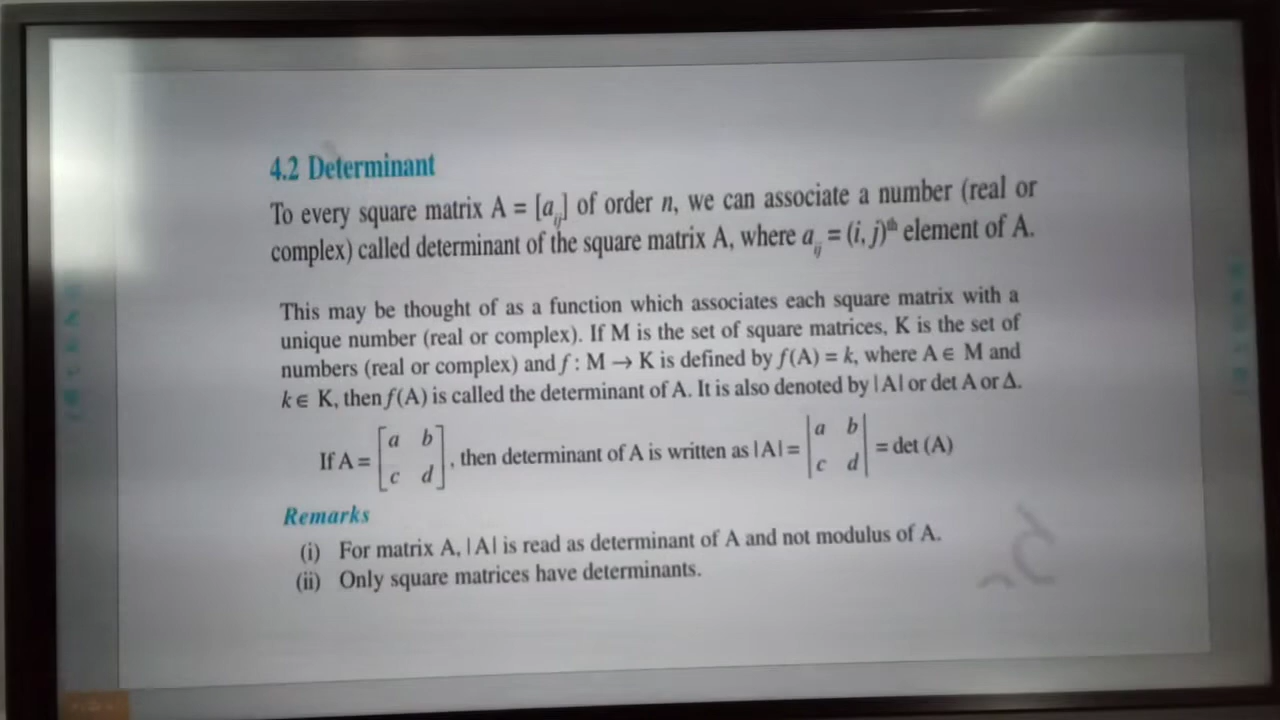 4.2 Determinant
To every square matrix A = [aij] of order n, we can associate a number (real or
complex) called determinant of the square matrix A, where aij = (i, j)th element of A.
This may be thought of as a function which associates each square matrix with a
unique number (real or complex). If M is the set of square matrices, K is the set of
numbers (real or complex) and f : M → K is defined by f(A) = k, where A ∈ M and
k ∈ K, then f(A) is called the determinant of A. It is also denoted by |A| or det A or Δ.
If A = [a b
c d], then determinant of A is written as |A| = |a b
c d| = det (A)
Remarks
(i) For matrix A, |A| is read as determinant of A and not modulus of A.
(ii) Only square matrices have determinants.